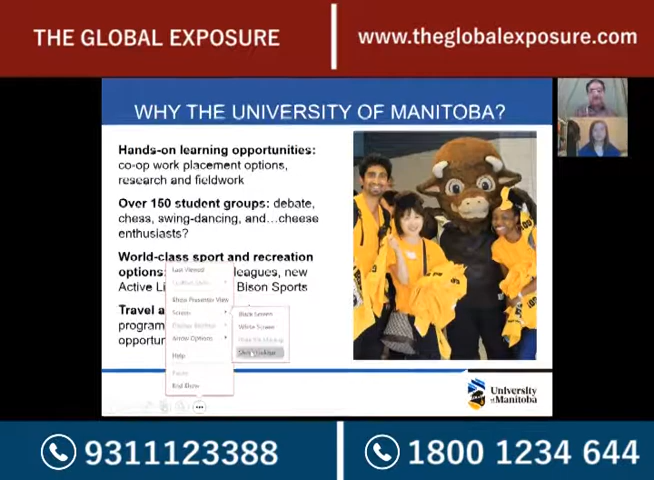 THE GLOBAL EXPOSURE
www.theglobalexposure.com
WHY THE UNIVERSITY OF MANITOBA?
Hands-on learning opportunities:
co-op work placement options,
research and fieldwork
Over 150 student groups: debate,
chess, swing-dancing, and...cheese
enthusiasts?
World-class sport and recreation
options: leagues, new
Active Li Bison Sports
Travel a
program
opportun
Last Viewed
Show Presenter View
Screen
Arrow Options
Help
Pause
End Show
Black Screen
White Screen
University
of Manitoba
9311123388
1800 1234 644